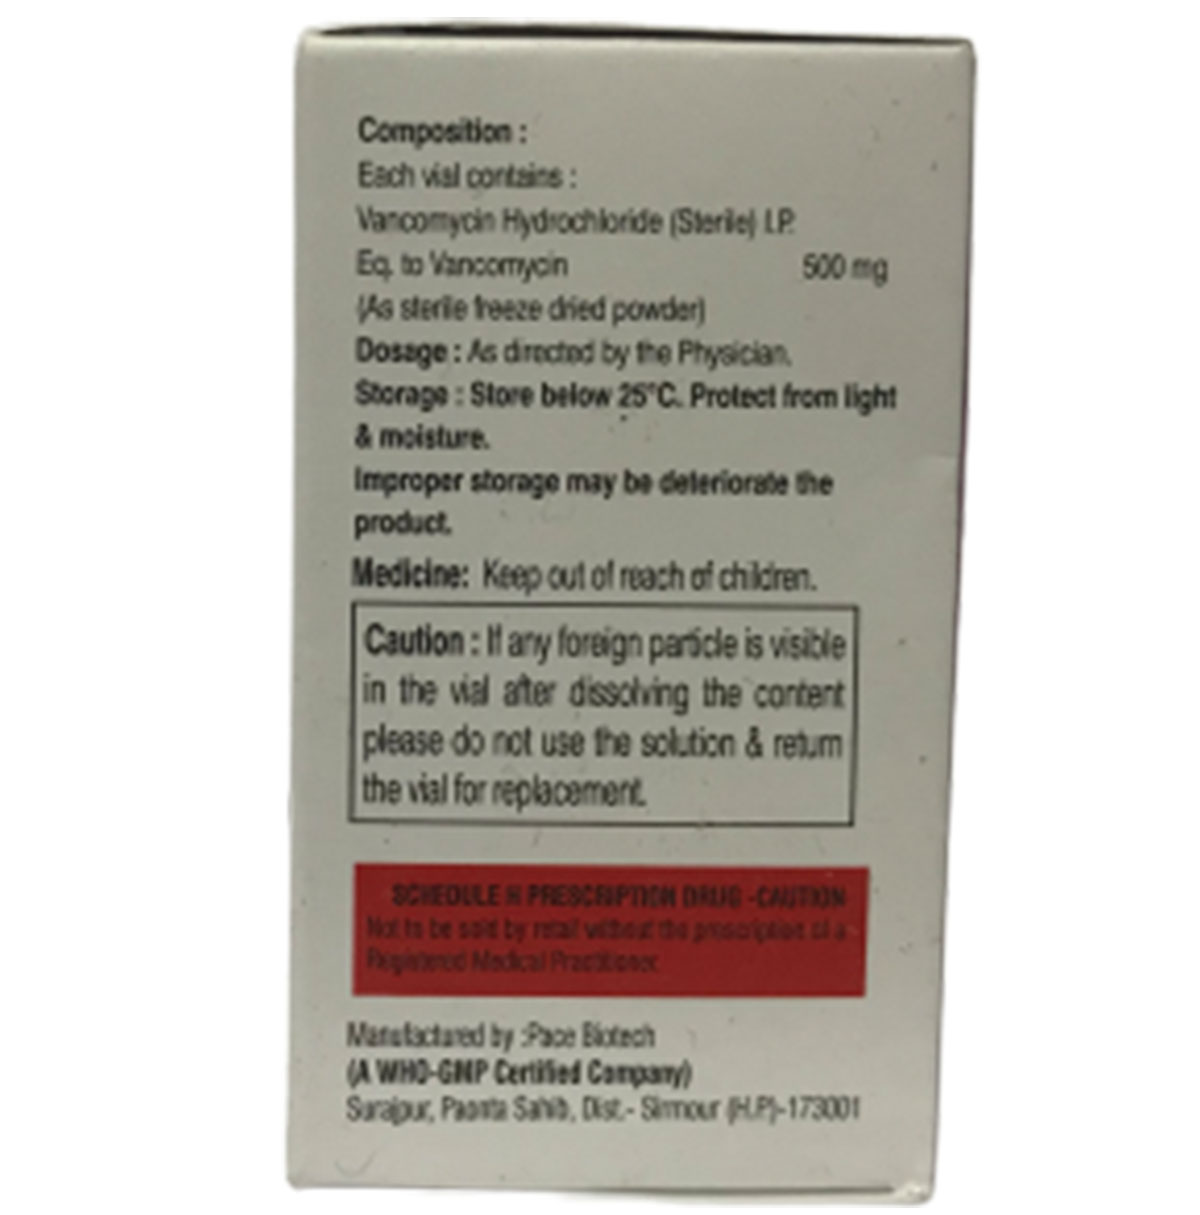 Composition :
Each vial contains :
Vancomycin Hydrochloride (Sterile) I.P.
Eq. to Vancomycin 500 mg
(As sterile freeze dried powder)
Dosage : As directed by the Physician.
Storage : Store below 25°C. Protect from light
& moisture.
Improper storage may be deteriorate the
product.
Medicine: Keep out of reach of children.
Caution : If any foreign particle is visible
in the vial after dissolving the content
please do not use the solution & return
the vial for replacement.
SCHEDULE H PRESCRIPTION DRUG -CAUTION
Not to be sold by retail without the prescription of a
Registered Medical Practitioner
Manufactured by :Pace Biotech
(A WHO-GMP Certified Company)
Surajpur, Paonta Sahib, Dist.- Sirmour (H.P)-173001